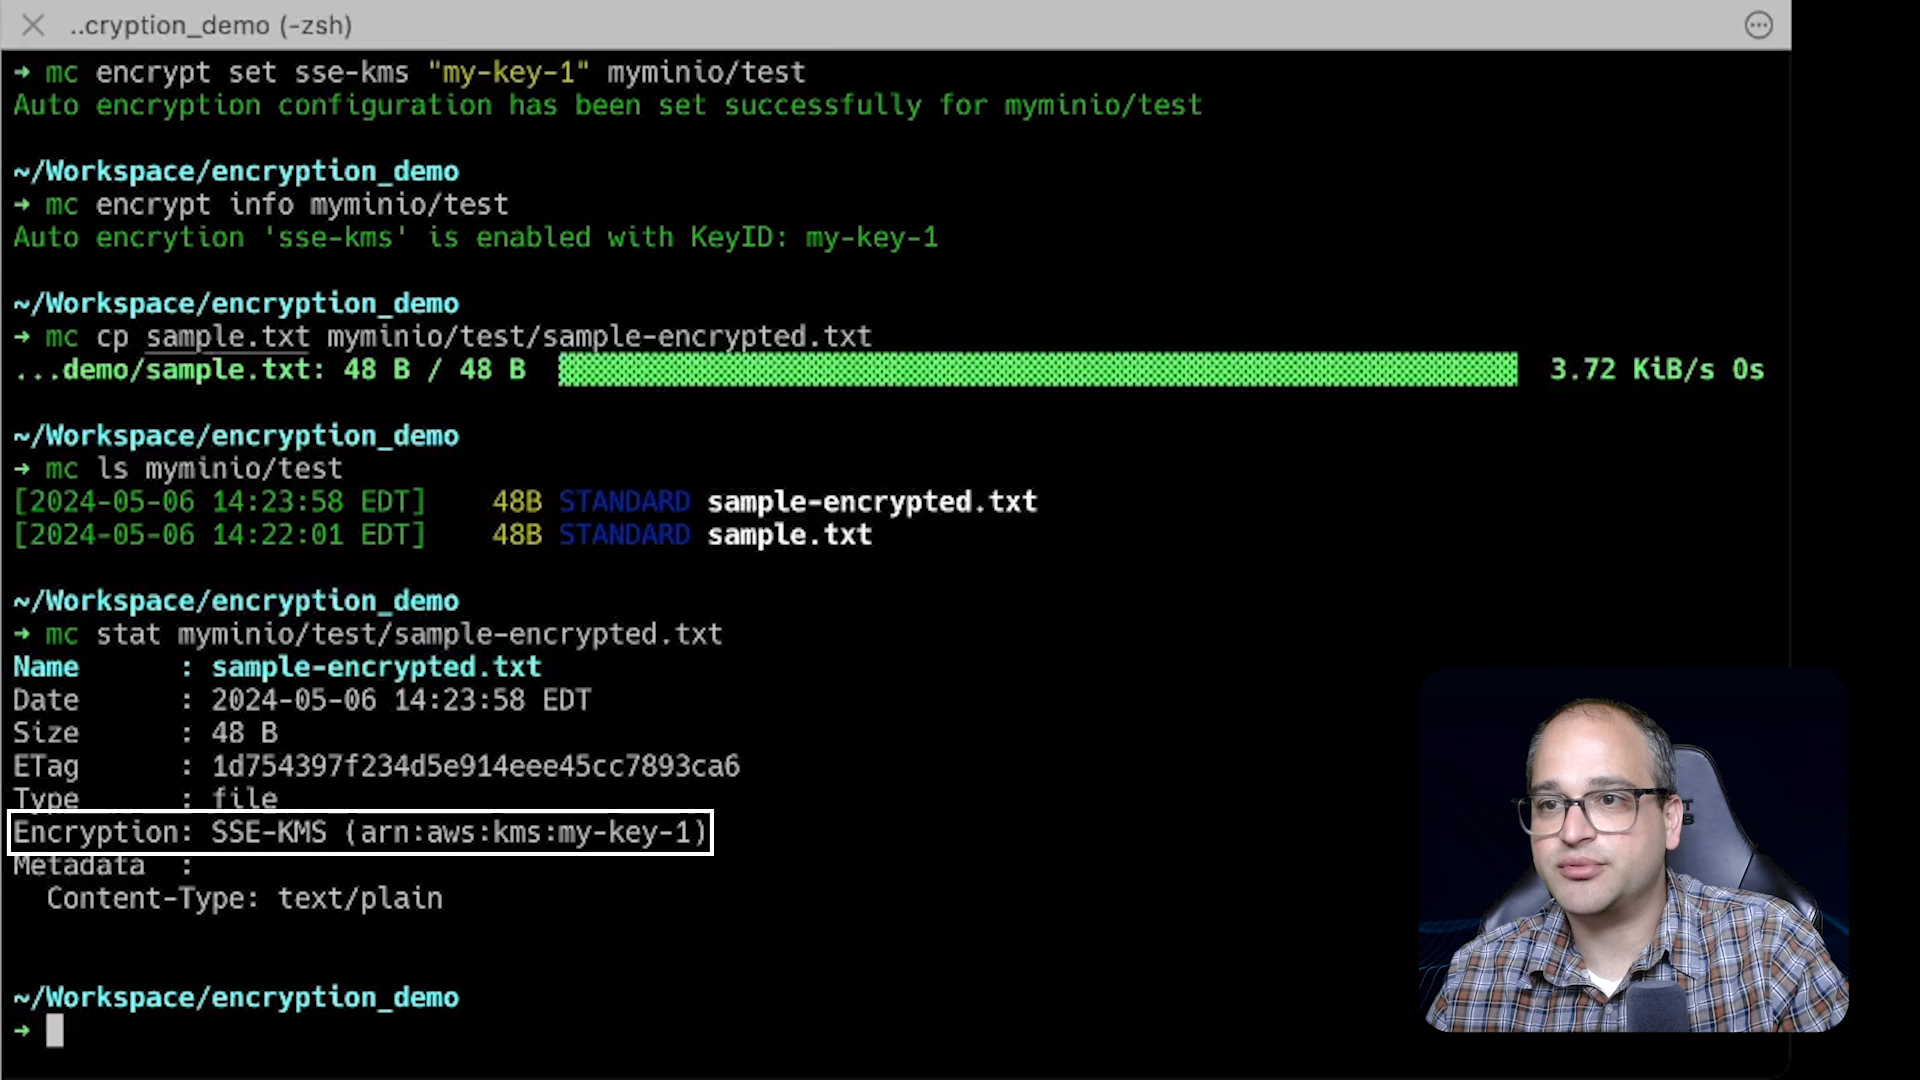 ..cryption_demo (-zsh)
→ mc encrypt set sse-kms "my-key-1" myminio/test
Auto encryption configuration has been set successfully for myminio/test
~/Workspace/encryption_demo
→ mc encrypt info myminio/test
Auto encrytion 'sse-kms' is enabled with KeyID: my-key-1
~/Workspace/encryption_demo
→ mc cp sample.txt myminio/test/sample-encrypted.txt
...demo/sample.txt: 48 B / 48 B 3.72 KiB/s 0s
~/Workspace/encryption_demo
→ mc ls myminio/test
[2024-05-06 14:23:58 EDT] 48B STANDARD sample-encrypted.txt
[2024-05-06 14:22:01 EDT] 48B STANDARD sample.txt
~/Workspace/encryption_demo
→ mc stat myminio/test/sample-encrypted.txt
Name : sample-encrypted.txt
Date : 2024-05-06 14:23:58 EDT
Size : 48 B
ETag : 1d754397f234d5e914eee45cc7893ca6
Type : file
Encryption: SSE-KMS (arn:aws:kms:my-key-1)
Metadata :
Content-Type: text/plain
~/Workspace/encryption_demo
→